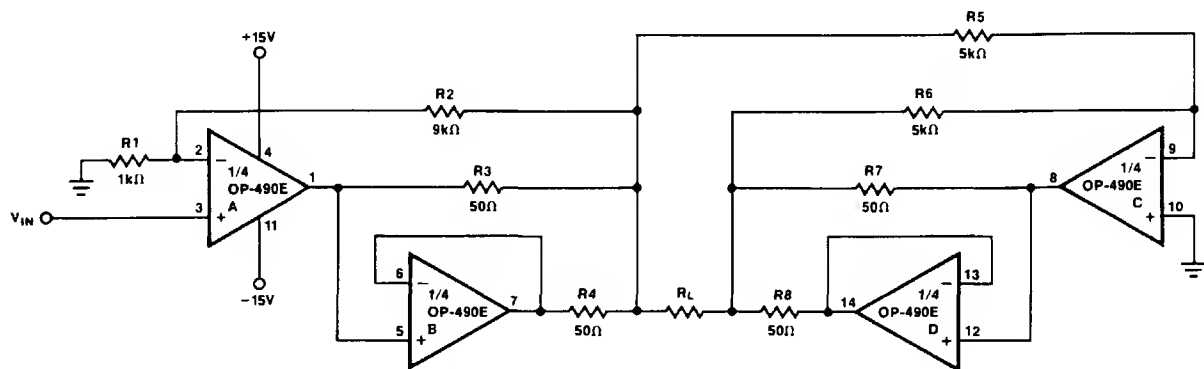 +15V
R5
5kΩ
R2
9kΩ
R6
5kΩ
R1
1kΩ
2
−
4
1/4
OP-490E
A
1
3
+
11
VIN
−15V
R3
50Ω
R7
50Ω
8
9
−
1/4
OP-490E
C
10
+
6
−
1/4
OP-490E
B
7
5
+
R4
50Ω
RL
R8
50Ω
14
13
−
1/4
OP-490E
D
12
+